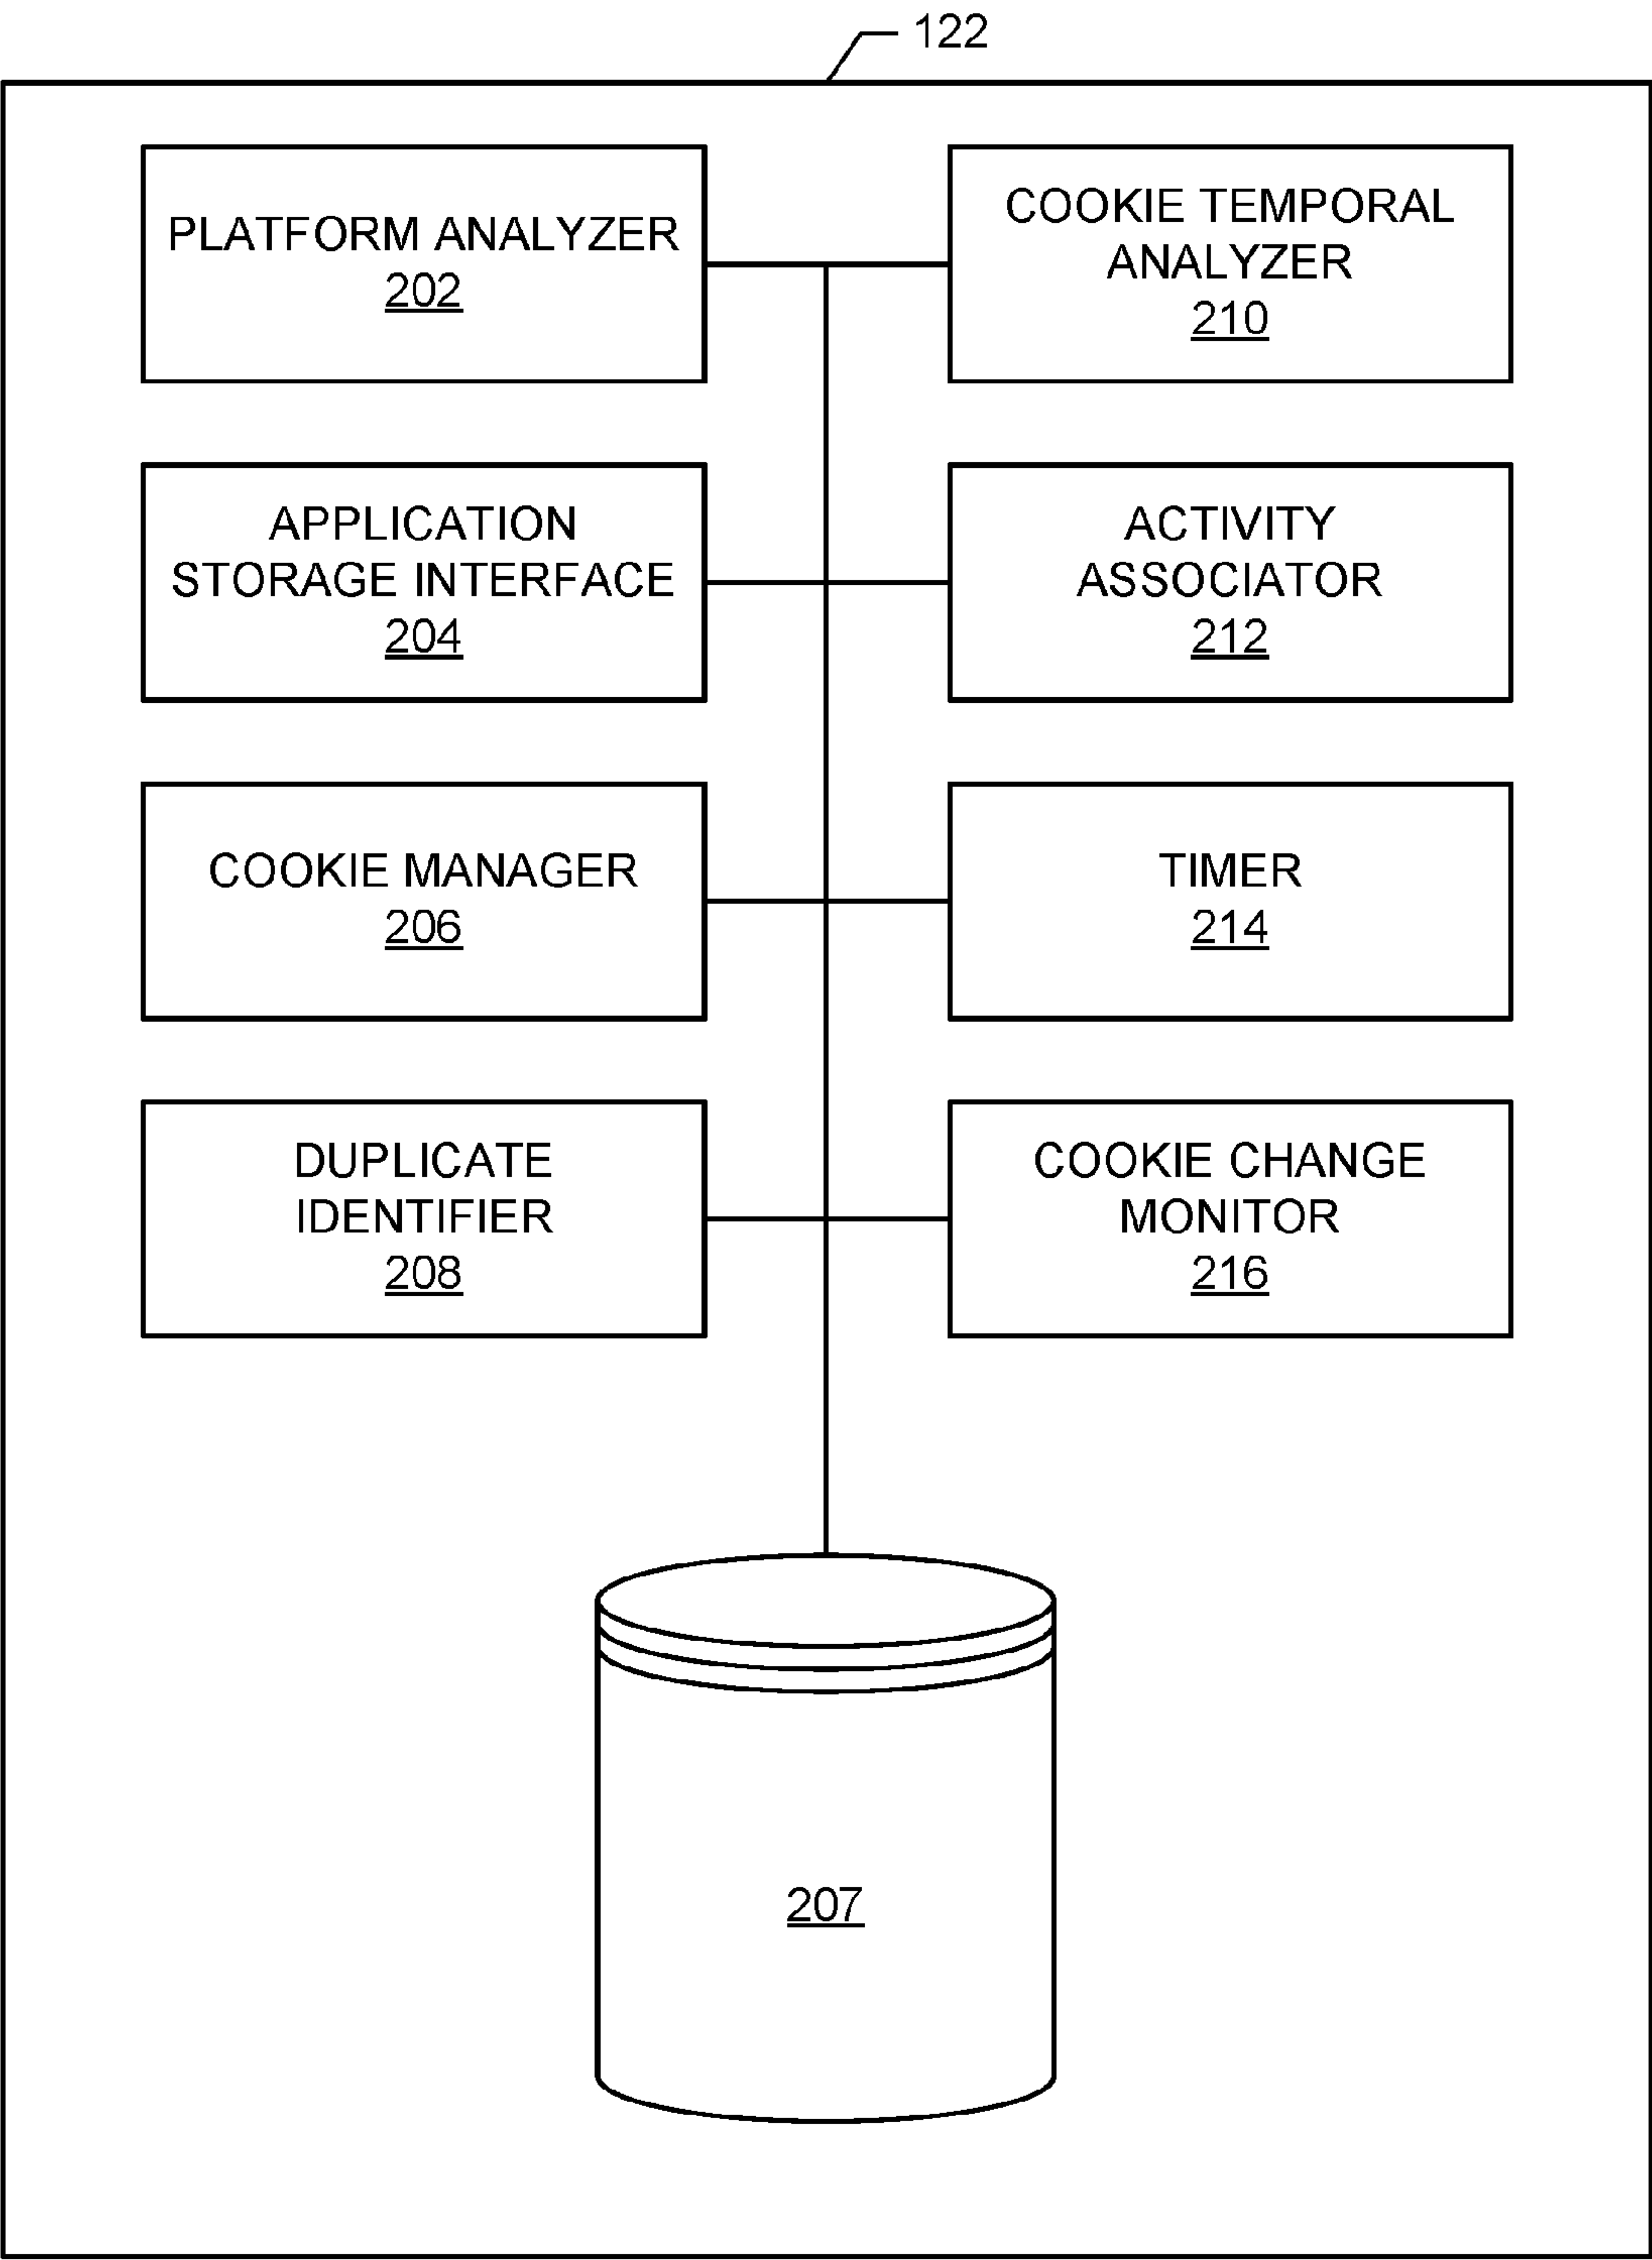 122
PLATFORM ANALYZER
202
COOKIE TEMPORAL
ANALYZER
210
APPLICATION
STORAGE INTERFACE
204
ACTIVITY
ASSOCIATOR
212
COOKIE MANAGER
206
TIMER
214
DUPLICATE
IDENTIFIER
208
COOKIE CHANGE
MONITOR
216
207